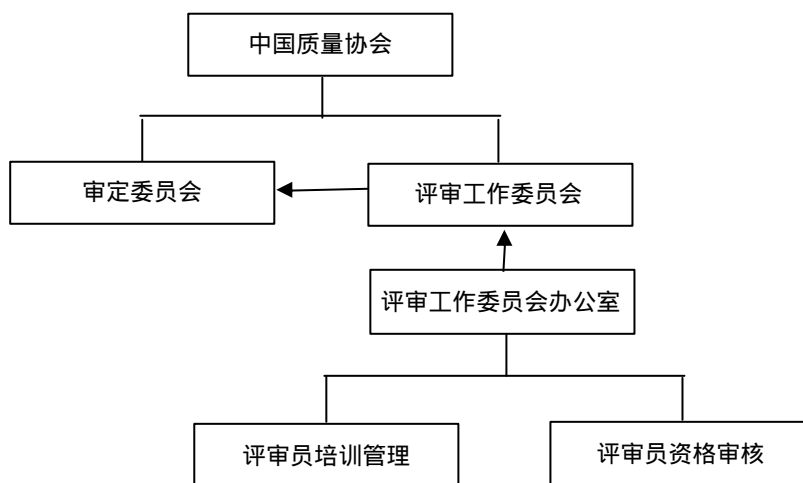 中国质量协会
审定委员会
评审工作委员会
评审工作委员会办公室
评审员培训管理
评审员资格审核